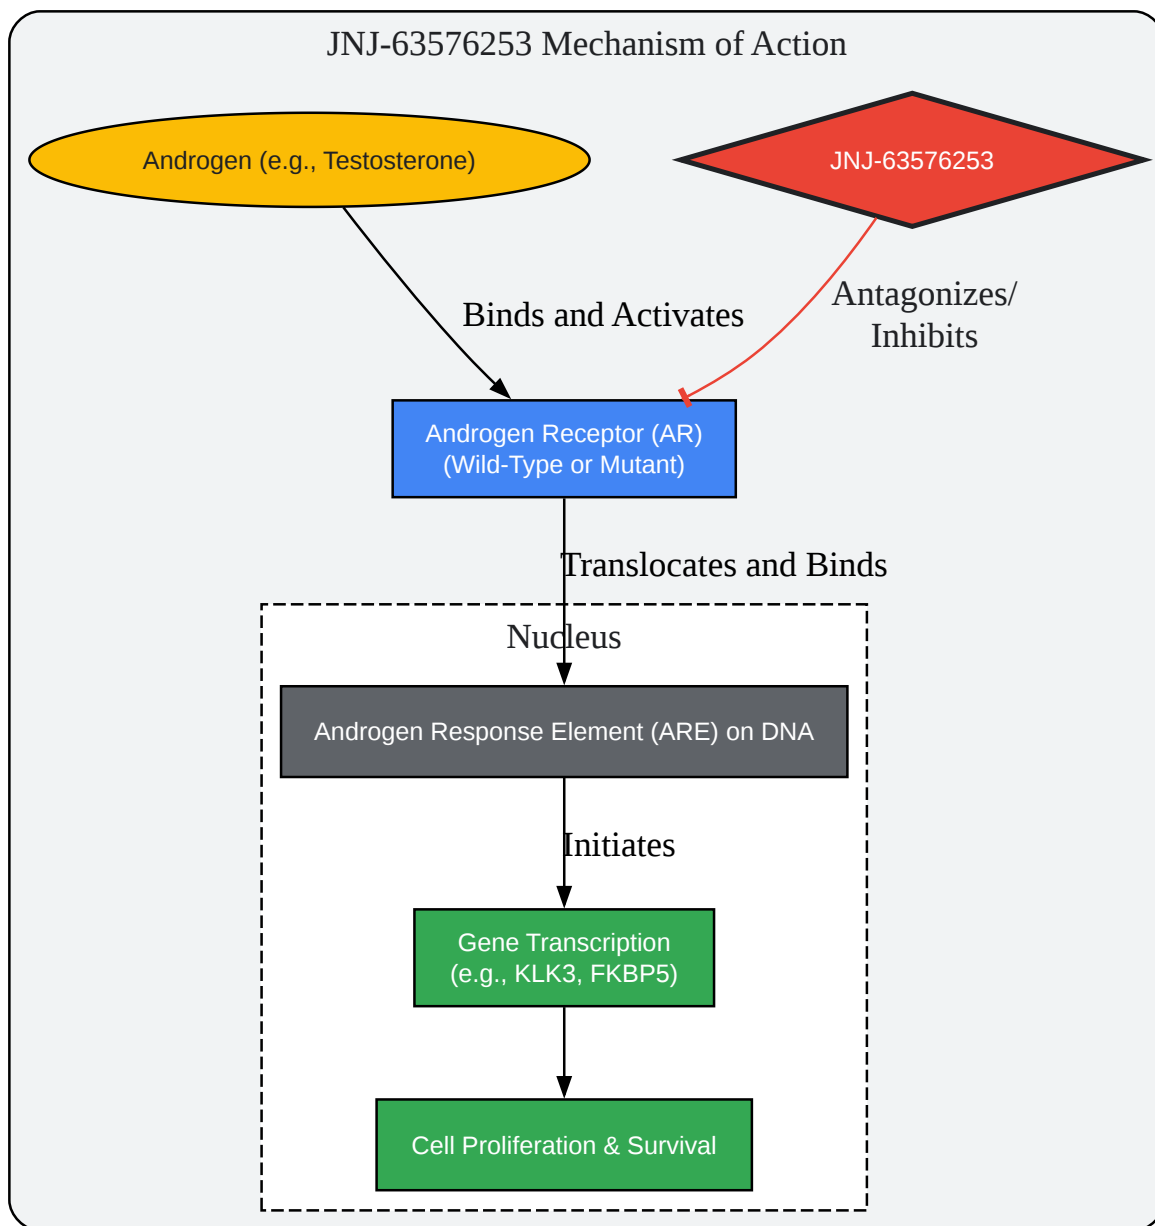 JNJ-63576253 Mechanism of Action
Androgen (e.g., Testosterone)
JNJ-63576253
Binds and Activates
Antagonizes/
Inhibits
Androgen Receptor (AR)
(Wild-Type or Mutant)
Translocates and Binds
Nucleus
Androgen Response Element (ARE) on DNA
Initiates
Gene Transcription
(e.g., KLK3, FKBP5)
Cell Proliferation & Survival